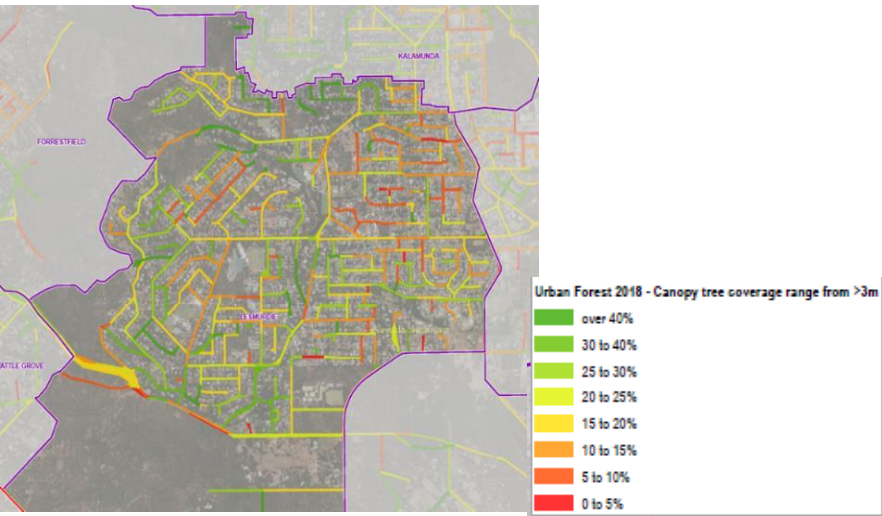 KALAMUNDA
FORRESTFIELD
LESMURDIE
ATTLE GROVE
Urban Forest 2018 - Canopy tree coverage range from >3m
over 40%
30 to 40%
25 to 30%
20 to 25%
15 to 20%
10 to 15%
5 to 10%
0 to 5%